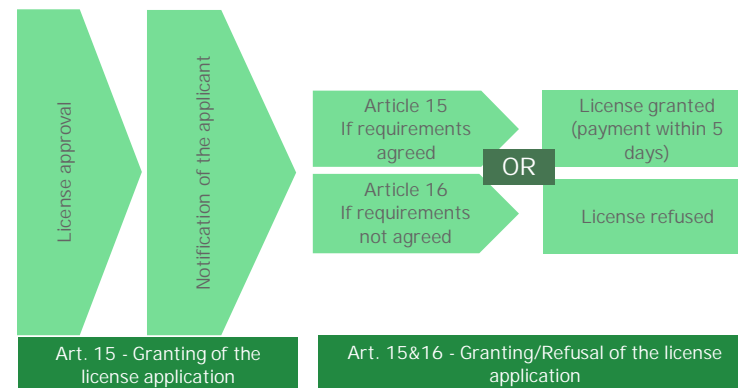 License approval
Notification of the applicant
Article 15
If requirements
agreed
License granted
(payment within 5
days)
OR
Article 16
If requirements
not agreed
License refused
Art. 15 - Granting of the
license application
Art. 15&16 - Granting/Refusal of the license
application